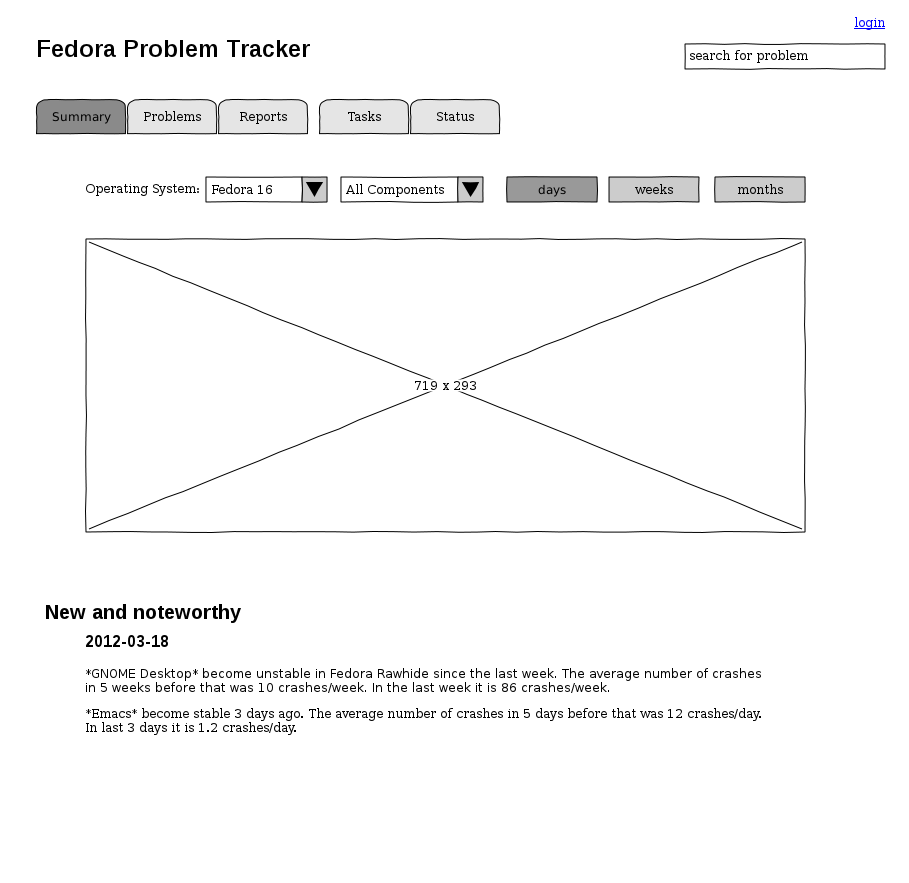 login
Fedora Problem Tracker
search for problem
Summary Problems Reports Tasks Status
Operating System: Fedora 16 All Components days weeks months
719 x 293
New and noteworthy
2012-03-18
*GNOME Desktop* become unstable in Fedora Rawhide since the last week. The average number of crashes
in 5 weeks before that was 10 crashes/week. In the last week it is 86 crashes/week.
*Emacs* become stable 3 days ago. The average number of crashes in 5 days before that was 12 crashes/day.
In last 3 days it is 1.2 crashes/day.